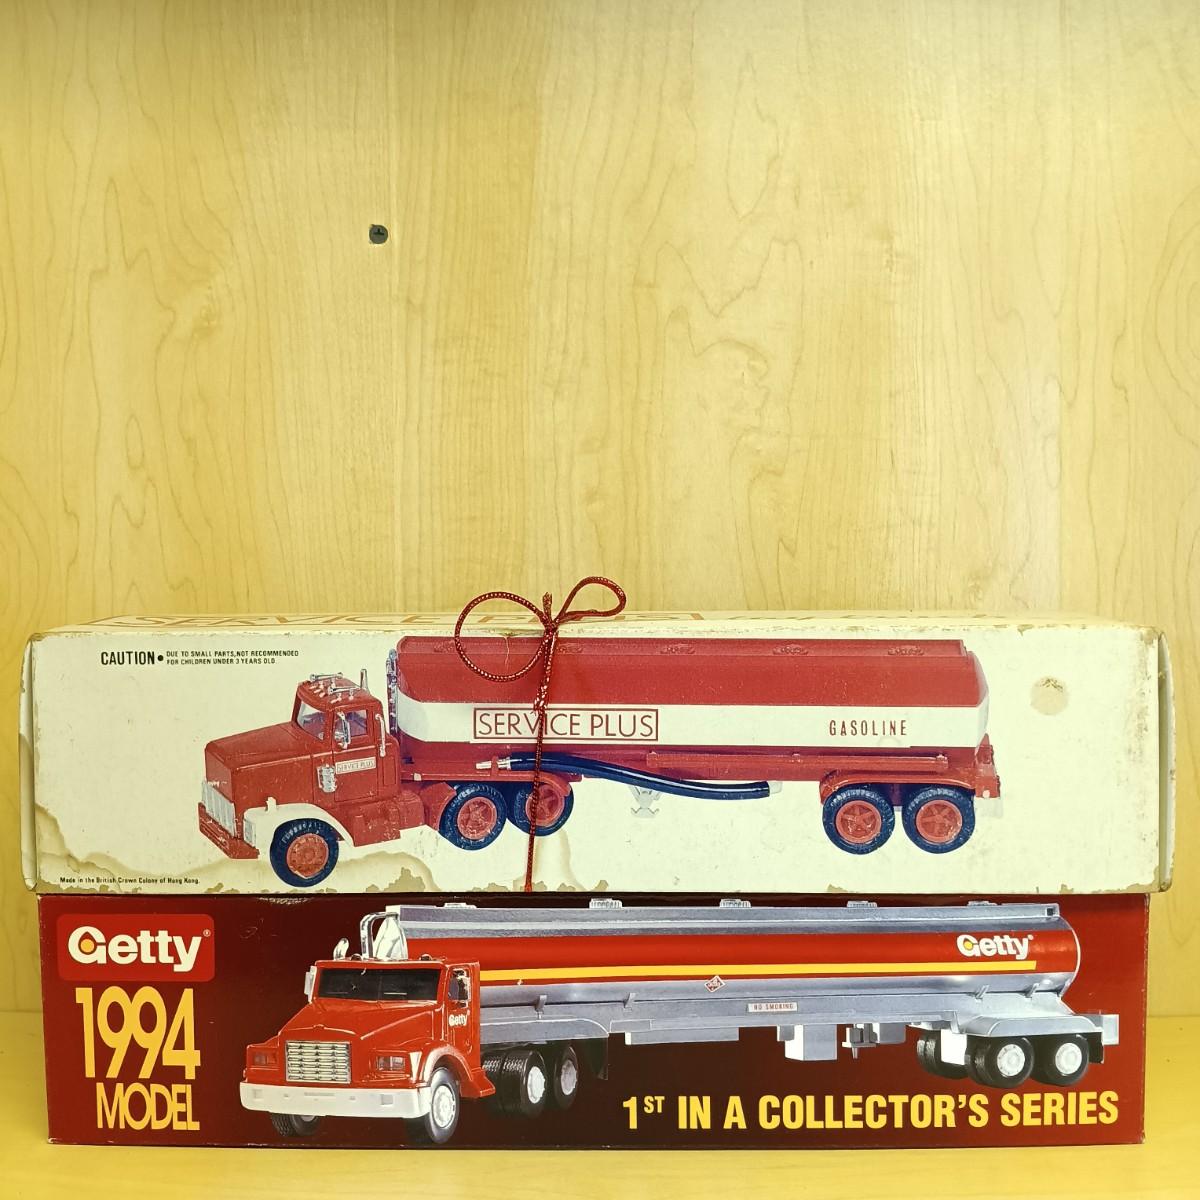 CAUTION• DUE TO SMALL PARTS, NOT RECOMMENDED
FOR CHILDREN UNDER 3 YEARS OLD.
SERVICE PLUS
GASOLINE
SERVICE PLUS
Made in the British Crown Colony of Hong Kong.
Getty®
1994
MODEL
Getty®
NO SMOKING
Getty
1ST IN A COLLECTOR'S SERIES